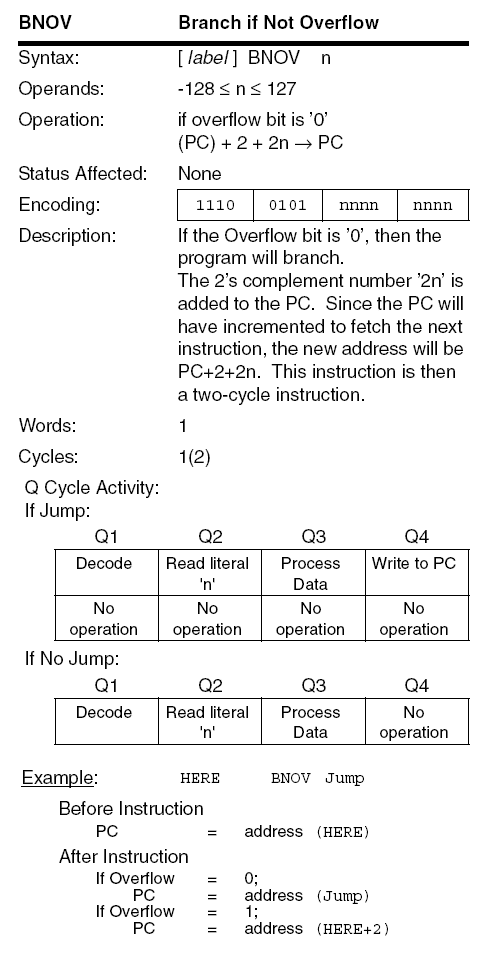 BNOV Branch if Not Overflow
Syntax: [ label ] BNOV n
Operands: -128 ≤ n ≤ 127
Operation: if overflow bit is ’0’
(PC) + 2 + 2n → PC
Status Affected: None
Encoding: 1110 0101 nnnn nnnn
Description: If the Overflow bit is ’0’, then the
program will branch.
The 2’s complement number ’2n’ is
added to the PC. Since the PC will
have incremented to fetch the next
instruction, the new address will be
PC+2+2n. This instruction is then
a two-cycle instruction.
Words: 1
Cycles: 1(2)
Q Cycle Activity:
If Jump:
Q1 Q2 Q3 Q4
Decode Read literal Process Write to PC
'n' Data
No No No No
operation operation operation operation
If No Jump:
Q1 Q2 Q3 Q4
Decode Read literal Process No
'n' Data operation
Example: HERE BNOV Jump
Before Instruction
PC = address (HERE)
After Instruction
If Overflow = 0;
PC = address (Jump)
If Overflow = 1;
PC = address (HERE+2)